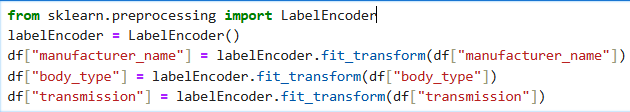 from sklearn.preprocessing import LabelEncoder
labelEncoder = LabelEncoder()
df["manufacturer_name"] = labelEncoder.fit_transform(df["manufacturer_name"])
df["body_type"] = labelEncoder.fit_transform(df["body_type"])
df["transmission"] = labelEncoder.fit_transform(df["transmission"])